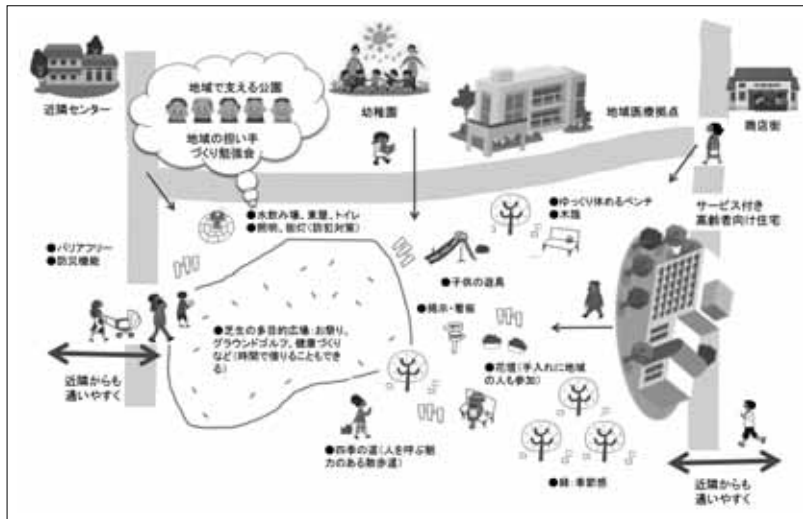 近隣センター
地域で支える公園
地域の担い手
づくり勉強会
幼稚園
地域医療拠点
商店街
●水飲み場、東屋、トイレ
●照明、街灯（防犯対策）
●ゆっくり休めるベンチ
●木陰
サービス付き
高齢者向け住宅
●バリアフリー
●防災機能
●子供の遊具
●掲示・看板
●芝生の多目的広場：お祭り、
グラウンドゴルフ、健康づくり
など（時間で借りることもでき
る）
●花壇（手入れに地域
の人も参加）
近隣からも
通いやすく
●四季の道（人を呼ぶ魅
力のある散歩道）
●緑：季節感
近隣からも
通いやすく